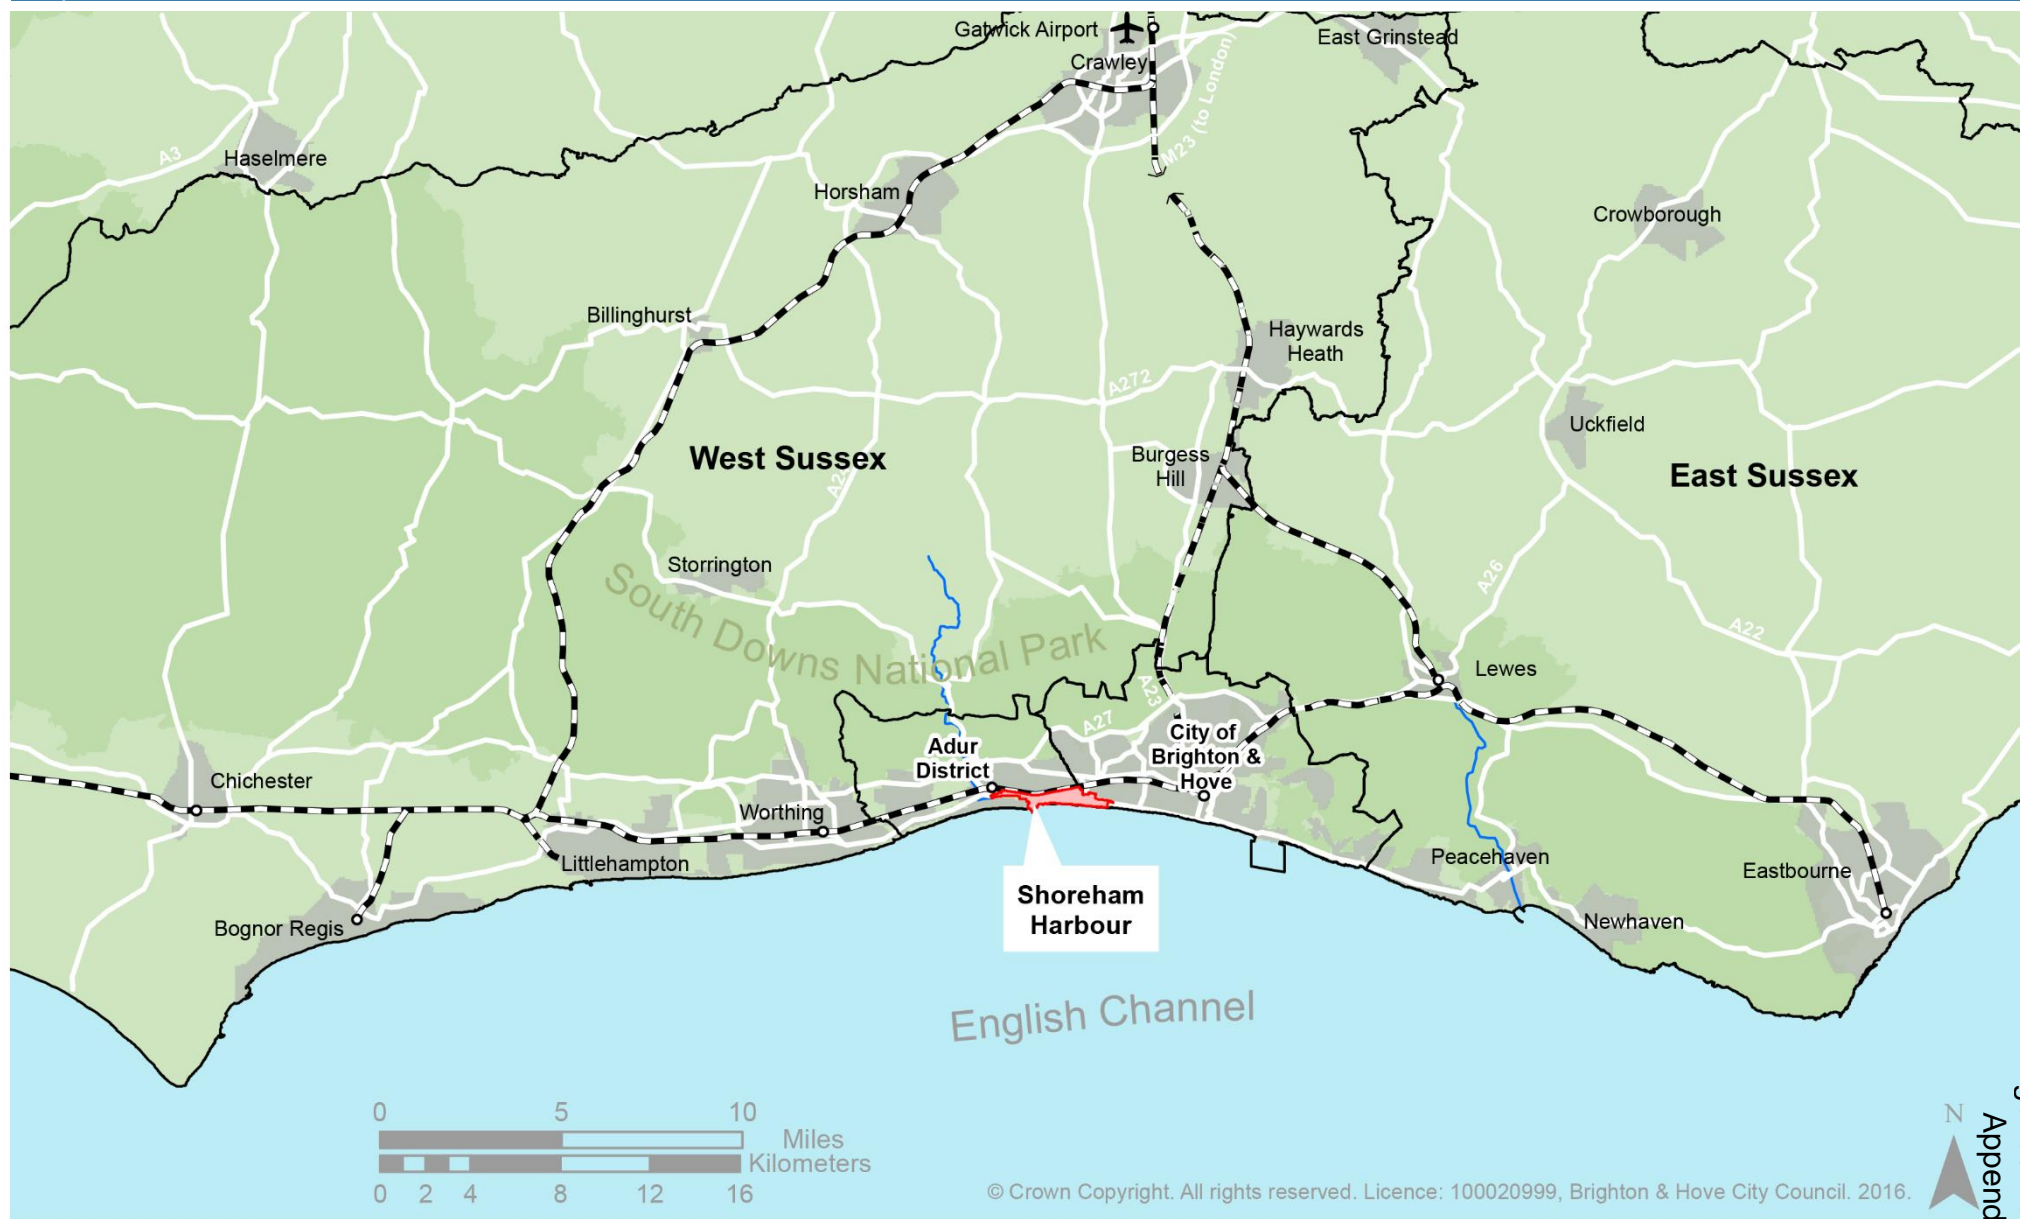 Gatwick Airport
East Grinstead
Crawley
M23 (to London)
A3
Haselmere
Horsham
Crowborough
Billinghurst
Haywards
Heath
A272
Uckfield
West Sussex
Burgess
Hill
East Sussex
Storrington
A26
South Downs National Park
A22
Lewes
A23
A27
City of
Brighton &
Hove
Adur
District
Chichester
Worthing
Littlehampton
Peacehaven
Eastbourne
Shoreham
Harbour
Bognor Regis
Newhaven
English Channel
0 5 10
Miles
Kilometers
0 2 4 8 12 16
N
Append
© Crown Copyright. All rights reserved. Licence: 100020999, Brighton & Hove City Council. 2016.